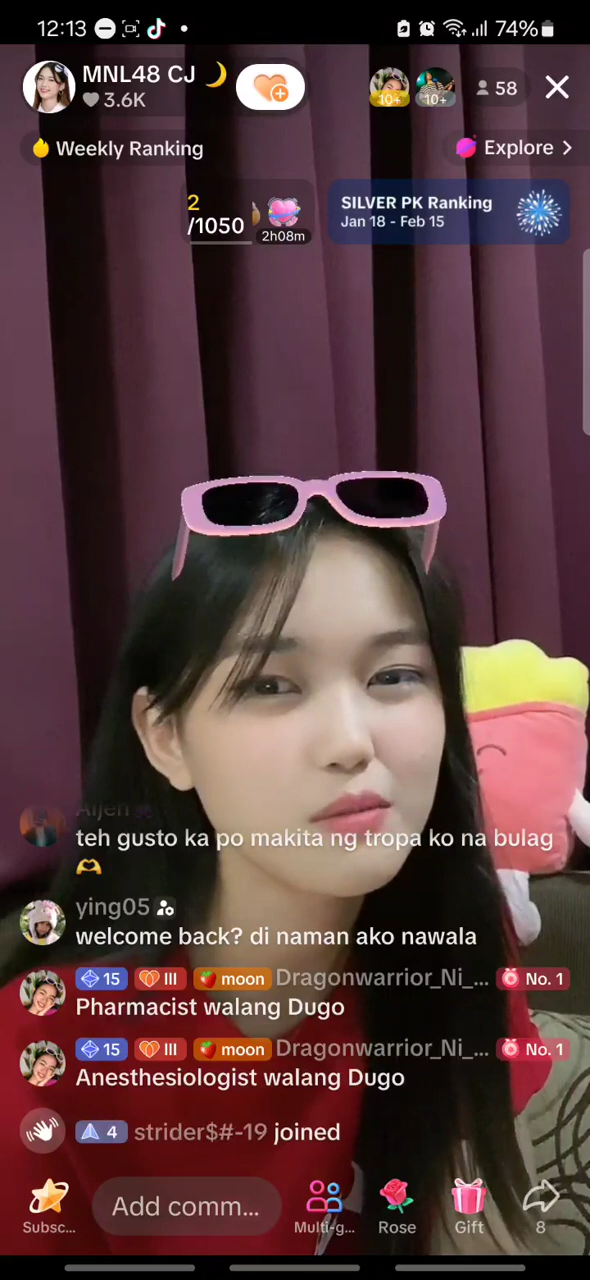 12:13
74%
MNL48 CJ 🌙
3.6K
10+
10+
58
Weekly Ranking
Explore >
2
/1050
2h08m
SILVER PK Ranking
Jan 18 - Feb 15
Aijen
teh gusto ka po makita ng tropa ko na bulag
🫶
ying05
welcome back? di naman ako nawala
15 III moon Dragonwarrior_Ni_... No. 1
Pharmacist walang Dugo
15 III moon Dragonwarrior_Ni_... No. 1
Anesthesiologist walang Dugo
4 strider$#-19 joined
Add comm...
Subsc...
Multi-g...
Rose
Gift
8